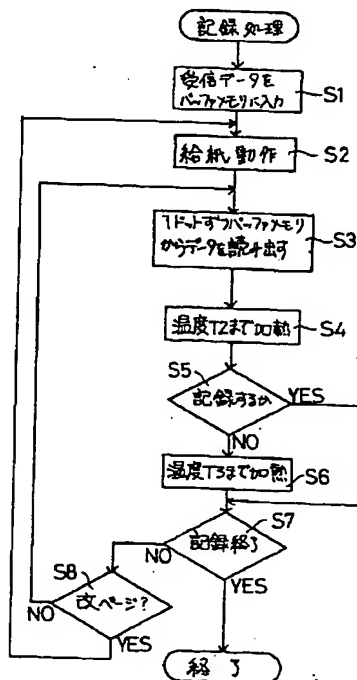 記録処理
受信データを
バッファメモリに入力
S1
給紙動作
S2
1ドットずつバッファメモリ
からデータを読み出す
S3
温度T2まで加熱
S4
S5
記録するか
YES
NO
温度T3まで加熱
S6
S7
記録終了
NO
YES
S8
改ページ?
NO
YES
終了